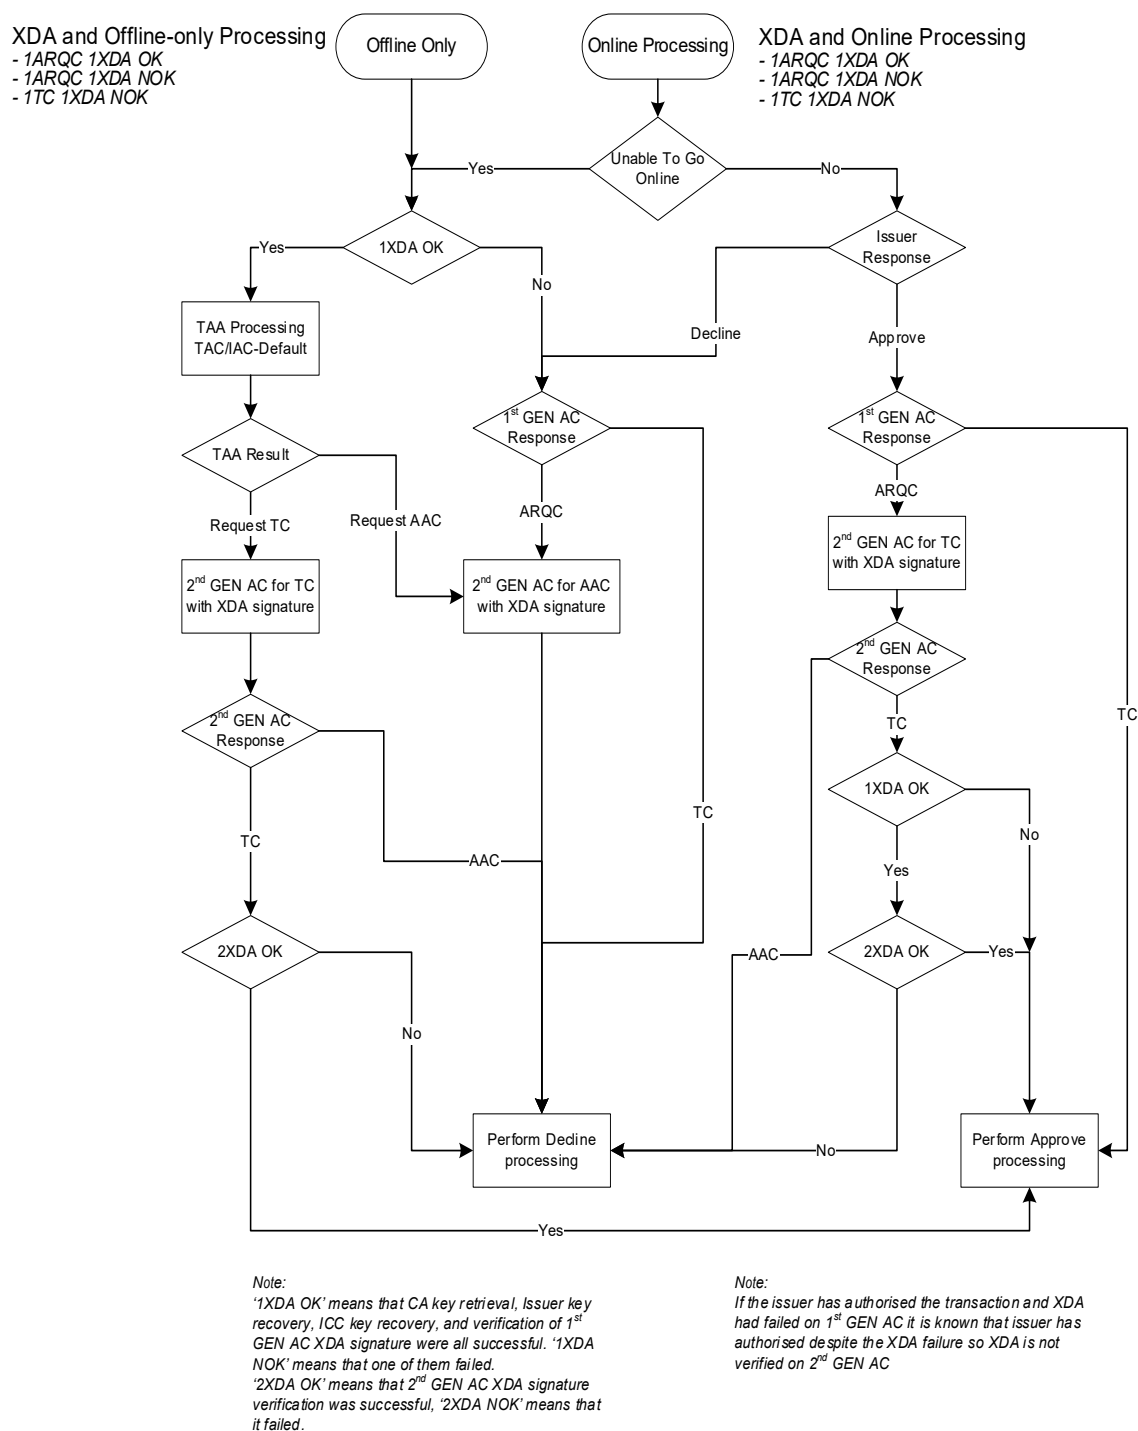 XDA and Offline-only Processing
- 1ARQC 1XDA OK
- 1ARQC 1XDA NOK
- 1TC 1XDA NOK
Offline Only
Online Processing
XDA and Online Processing
- 1ARQC 1XDA OK
- 1ARQC 1XDA NOK
- 1TC 1XDA NOK
Unable To Go
Online
Yes
No
1XDA OK
Issuer
Response
Yes
No
Decline
Approve
TAA Processing
TAC/IAC-Default
1st GEN AC
Response
1st GEN AC
Response
TAA Result
ARQC
ARQC
Request TC
Request AAC
2nd GEN AC for TC
with XDA signature
2nd GEN AC for TC
with XDA signature
2nd GEN AC for AAC
with XDA signature
2nd GEN AC
Response
2nd GEN AC
Response
TC
TC
1XDA OK
TC
TC
AAC
No
Yes
2XDA OK
AAC
2XDA OK
Yes
No
Perform Decline
processing
No
Perform Approve
processing
Yes
Note:
‘1XDA OK’ means that CA key retrieval, Issuer key
recovery, ICC key recovery, and verification of 1st
GEN AC XDA signature were all successful. ‘1XDA
NOK’ means that one of them failed.
‘2XDA OK’ means that 2nd GEN AC XDA signature
verification was successful, ‘2XDA NOK’ means that
it failed.
Note:
If the issuer has authorised the transaction and XDA
had failed on 1st GEN AC it is known that issuer has
authorised despite the XDA failure so XDA is not
verified on 2nd GEN AC